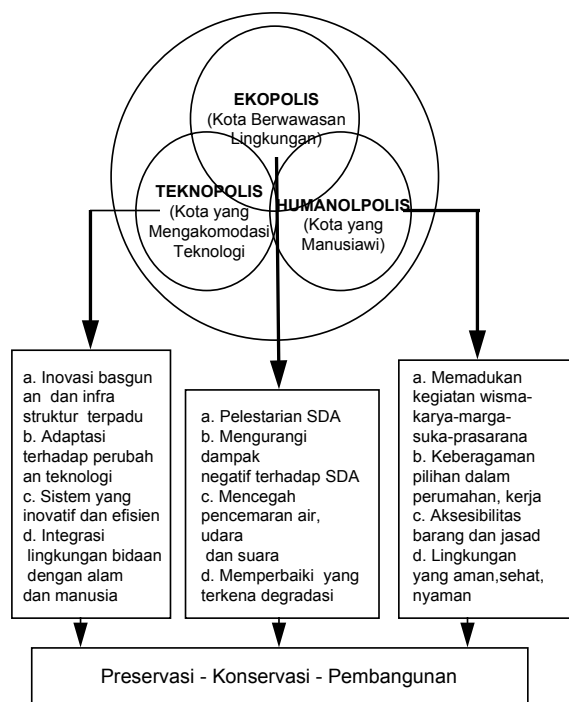 EKOPOLIS
(Kota Berwawasan
Lingkungan)
TEKNOPOLIS
(Kota yang
Mengakomodasi
Teknologi
HUMANOLPOLIS
(Kota yang
Manusiawi)
a. Inovasi basgun
an dan infra
struktur terpadu
b. Adaptasi
terhadap perubah
an teknologi
c. Sistem yang
inovatif dan efisien
d. Integrasi
lingkungan bidaan
dengan alam
dan manusia
a. Pelestarian SDA
b. Mengurangi
dampak
negatif terhadap SDA
c. Mencegah
pencemaran air,
udara
dan suara
d. Memperbaiki yang
terkena degradasi
a. Memadukan
kegiatan wisma-
karya-marga-
suka-prasarana
b. Keberagaman
pilihan dalam
perumahan, kerja
c. Aksesibilitas
barang dan jasad
d. Lingkungan
yang aman,sehat,
nyaman
Preservasi - Konservasi - Pembangunan